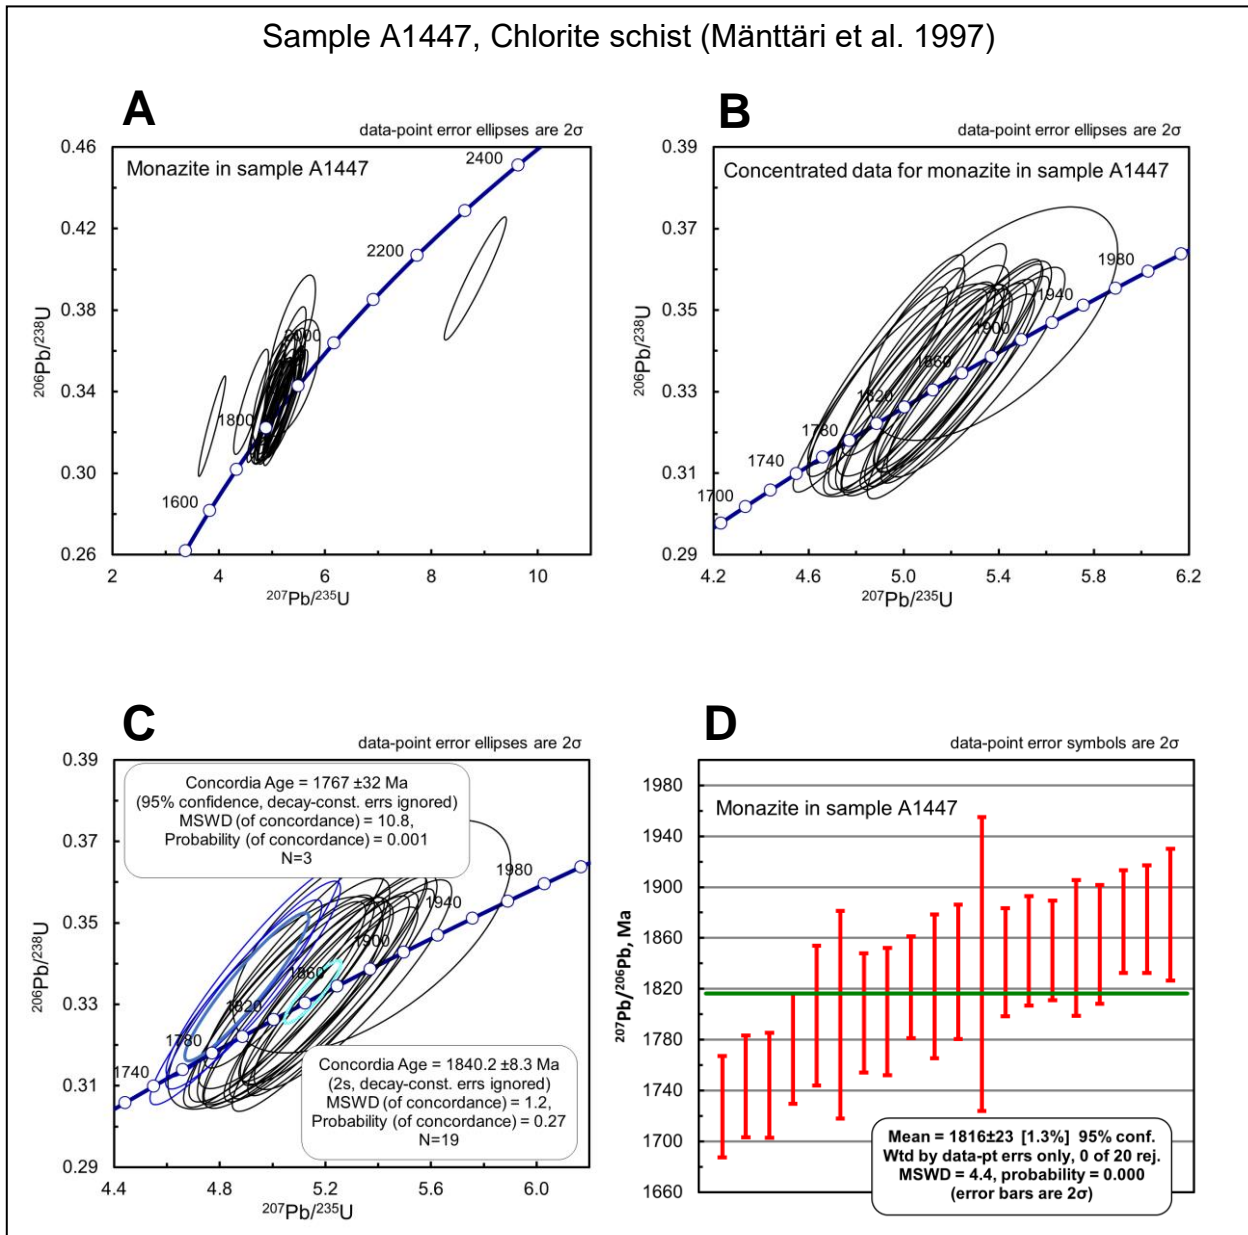 Sample A1447, Chlorite schist (Mänttäri et al. 1997)
A
data-point error ellipses are 2σ
Monazite in sample A1447
0.46
0.42
0.38
0.34
0.30
0.26
2400
2200
2000
1800
1600
2 4 6 8 10
206Pb/238U
207Pb/235U
B
data-point error ellipses are 2σ
Concentrated data for monazite in sample A1447
0.39
0.37
0.35
0.33
0.31
0.29
1980
1940
1900
1860
1820
1780
1740
1700
4.2 4.6 5.0 5.4 5.8 6.2
206Pb/238U
207Pb/235U
C
data-point error ellipses are 2σ
Concordia Age = 1767 ±32 Ma
(95% confidence, decay-const. errs ignored)
MSWD (of concordance) = 10.8,
Probability (of concordance) = 0.001
N=3
0.39
0.37
0.35
0.33
0.31
0.29
1980
1940
1900
1860
1820
1780
1740
Concordia Age = 1840.2 ±8.3 Ma
(2s, decay-const. errs ignored)
MSWD (of concordance) = 1.2,
Probability (of concordance) = 0.27
N=19
4.4 4.8 5.2 5.6 6.0
206Pb/238U
207Pb/235U
D
data-point error symbols are 2σ
Monazite in sample A1447
1980
1940
1900
1860
1820
1780
1740
1700
1660
207Pb/206Pb, Ma
Mean = 1816±23 [1.3%] 95% conf.
Wtd by data-pt errs only, 0 of 20 rej.
MSWD = 4.4, probability = 0.000
(error bars are 2σ)